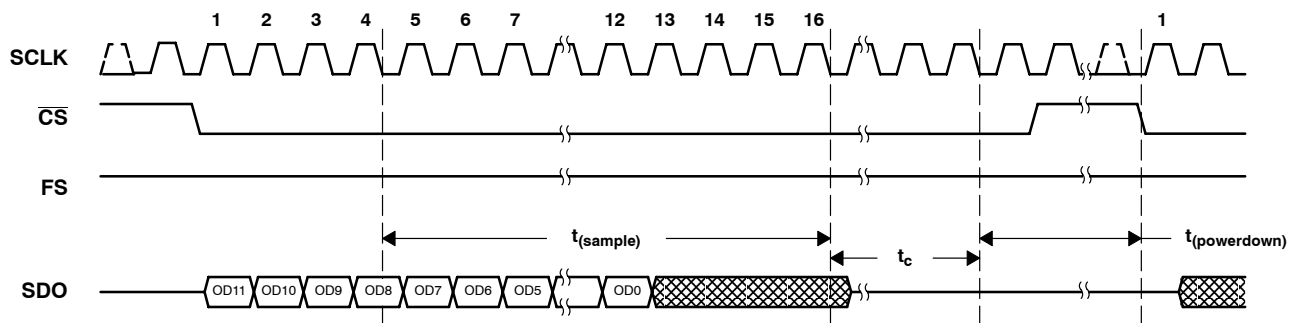 1 2 3 4 5 6 7 12 13 14 15 16 1
SCLK
CS
FS
t(sample)
t(powerdown)
tc
SDO
OD11 OD10 OD9 OD8 OD7 OD6 OD5 OD0